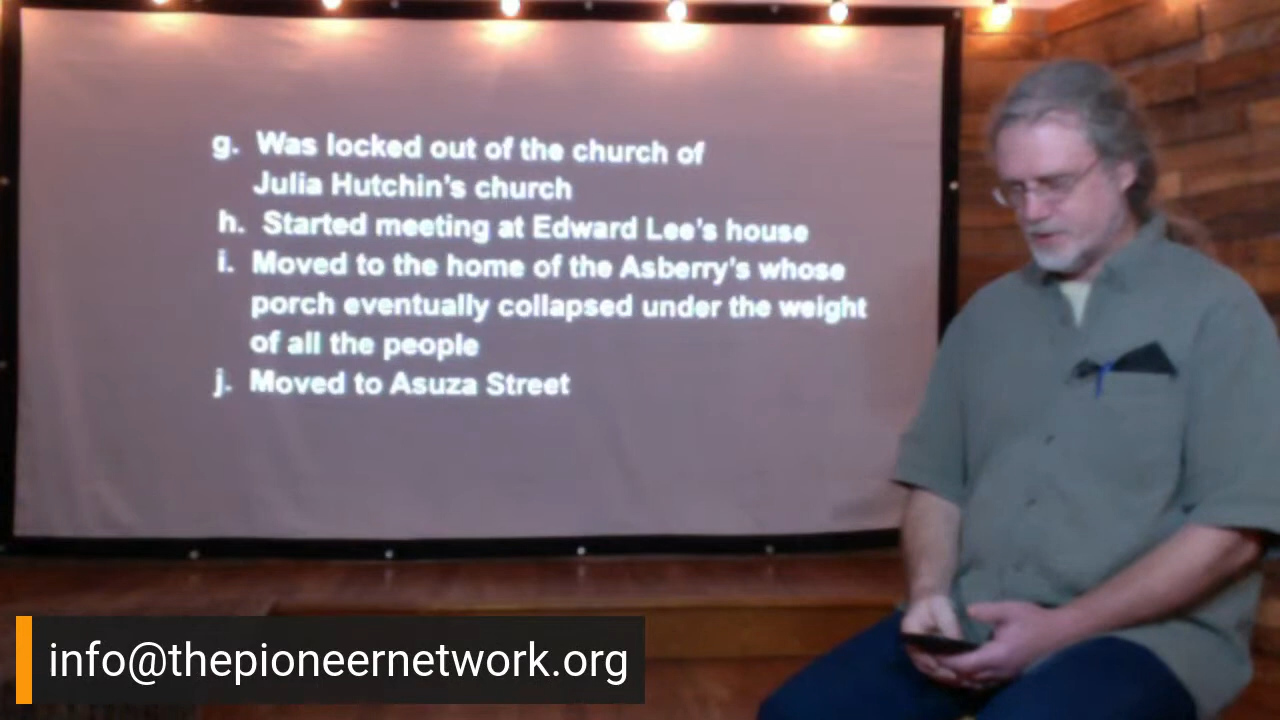 g. Was locked out of the church of
Julia Hutchin's church
h. Started meeting at Edward Lee's house
i. Moved to the home of the Asberry's whose
porch eventually collapsed under the weight
of all the people
j. Moved to Asuza Street
info@thepioneernetwork.org